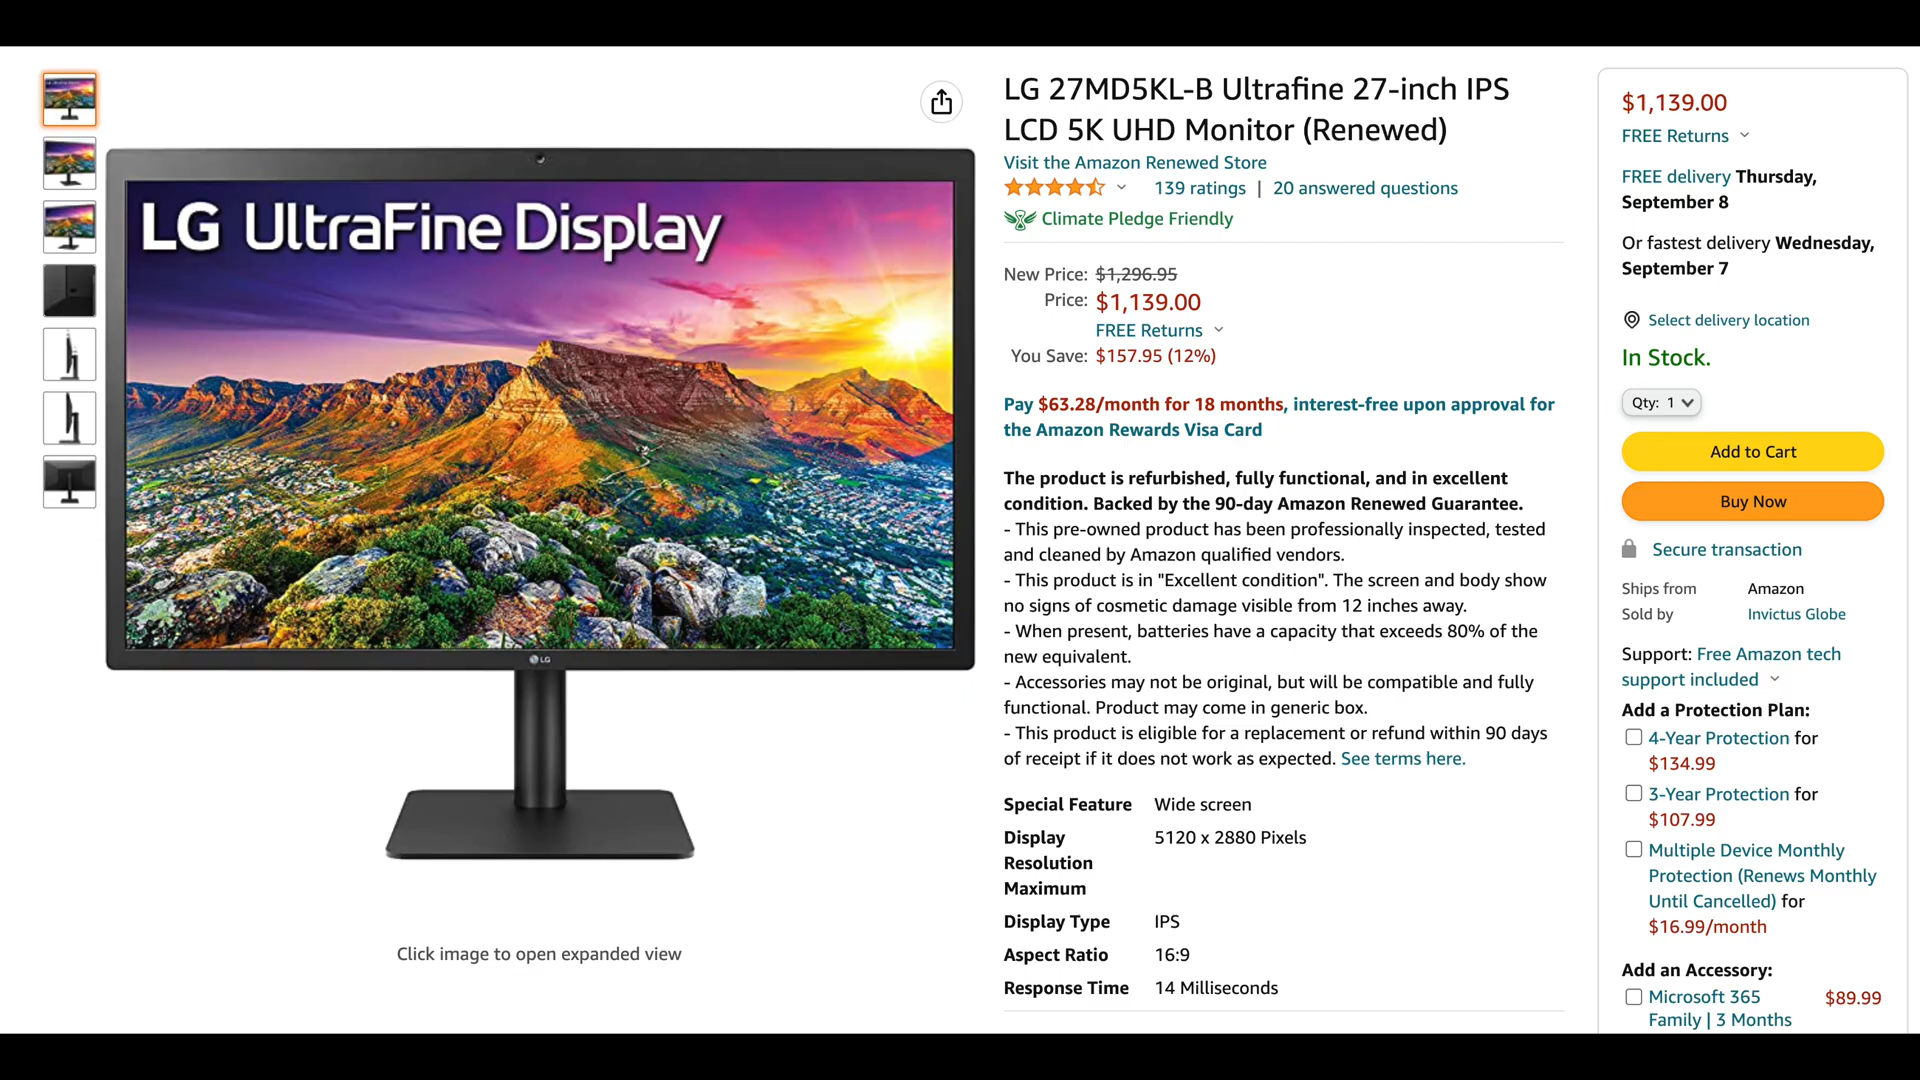 LG UltraFine Display
LG
Click image to open expanded view
LG 27MD5KL-B Ultrafine 27-inch IPS
LCD 5K UHD Monitor (Renewed)
Visit the Amazon Renewed Store
139 ratings | 20 answered questions
Climate Pledge Friendly
New Price: $1,296.95
Price: $1,139.00
FREE Returns
You Save: $157.95 (12%)
Pay $63.28/month for 18 months, interest-free upon approval for
the Amazon Rewards Visa Card
The product is refurbished, fully functional, and in excellent
condition. Backed by the 90-day Amazon Renewed Guarantee.
- This pre-owned product has been professionally inspected, tested
and cleaned by Amazon qualified vendors.
- This product is in "Excellent condition". The screen and body show
no signs of cosmetic damage visible from 12 inches away.
- When present, batteries have a capacity that exceeds 80% of the
new equivalent.
- Accessories may not be original, but will be compatible and fully
functional. Product may come in generic box.
- This product is eligible for a replacement or refund within 90 days
of receipt if it does not work as expected. See terms here.
Special Feature Wide screen
Display 5120 x 2880 Pixels
Resolution
Maximum
Display Type IPS
Aspect Ratio 16:9
Response Time 14 Milliseconds
$1,139.00
FREE Returns
FREE delivery Thursday,
September 8
Or fastest delivery Wednesday,
September 7
Select delivery location
In Stock.
Qty: 1
Add to Cart
Buy Now
Secure transaction
Ships from Amazon
Sold by Invictus Globe
Support: Free Amazon tech
support included
Add a Protection Plan:
4-Year Protection for
$134.99
3-Year Protection for
$107.99
Multiple Device Monthly
Protection (Renews Monthly
Until Cancelled) for
$16.99/month
Add an Accessory:
Microsoft 365 $89.99
Family | 3 Months